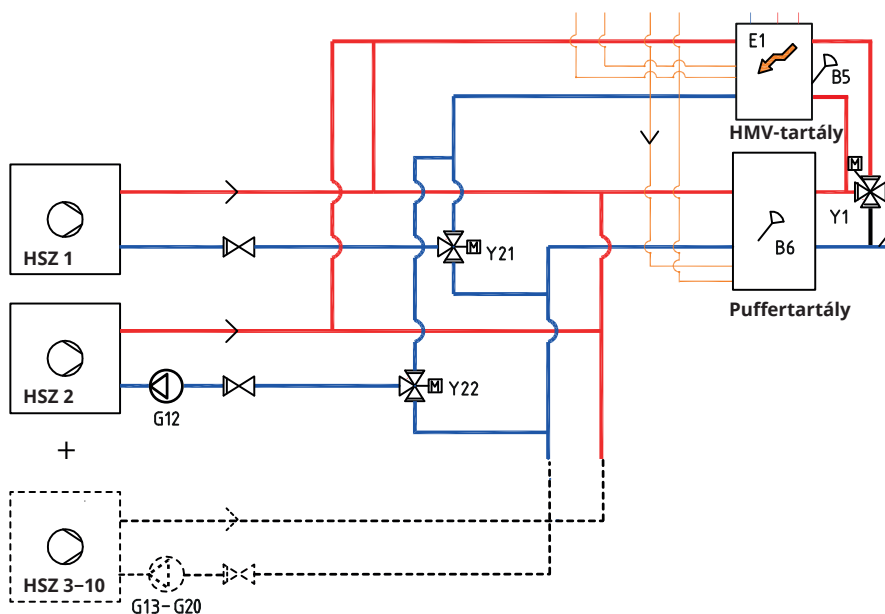 E1
B5
HMV-tartály
M
Y1
HSZ 1
M
Y21
B6
Puffertartály
HSZ 2
G12
M
Y22
+
HSZ 3–10
G13–G20